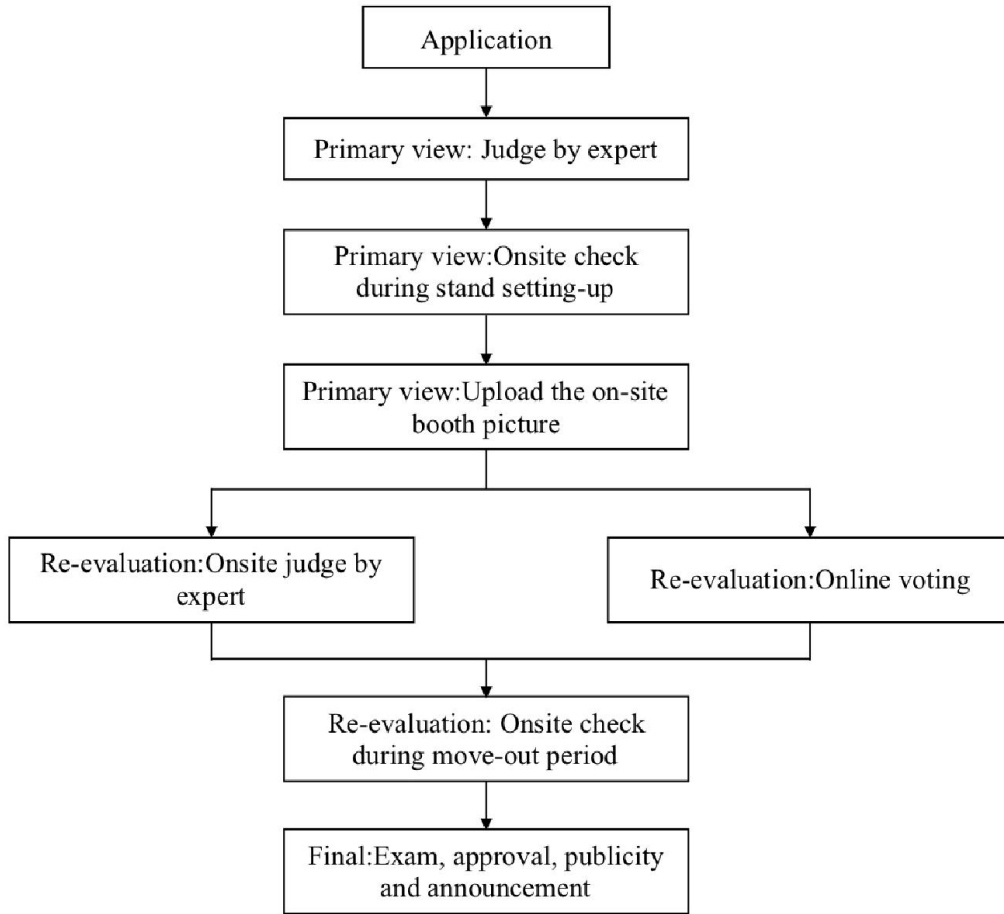 Application
Primary view: Judge by expert
Primary view:Onsite check
during stand setting-up
Primary view:Upload the on-site
booth picture
Re-evaluation:Onsite judge by
expert
Re-evaluation:Online voting
Re-evaluation: Onsite check
during move-out period
Final:Exam, approval, publicity
and announcement